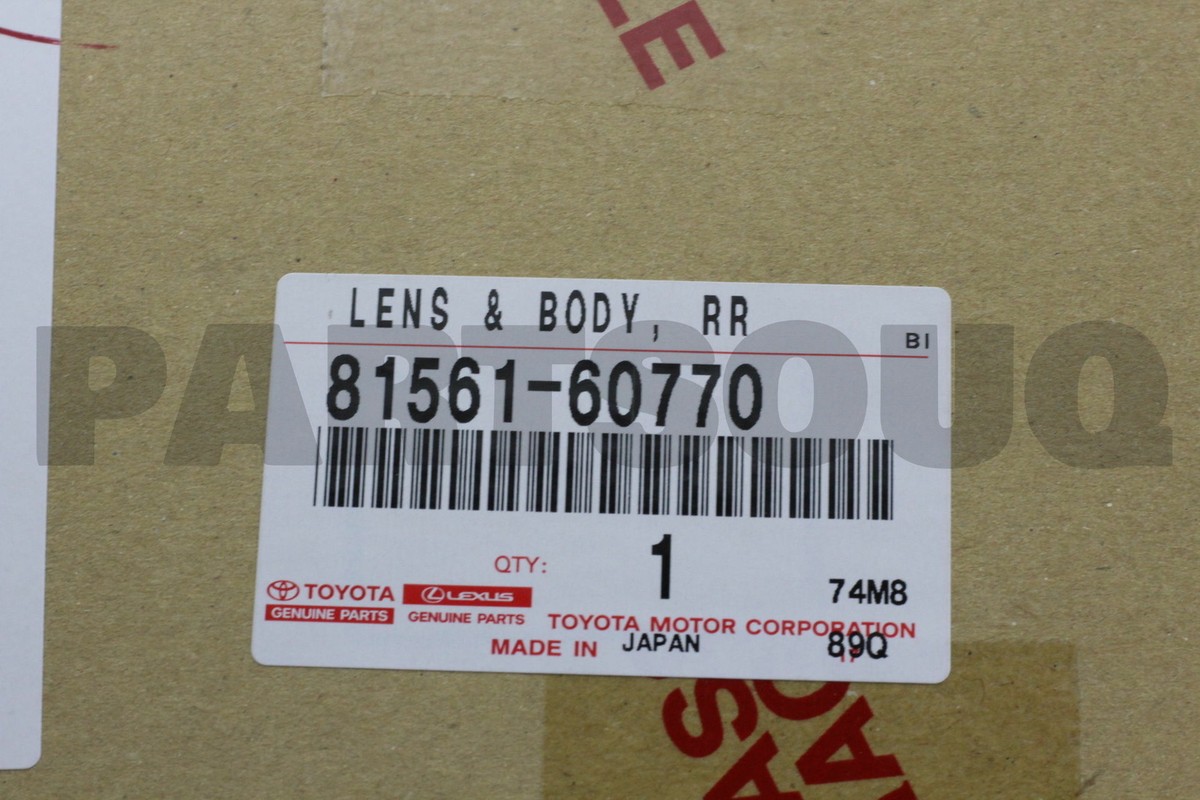 LE
LENS & BODY, RR
BI
PARTSOUQ
81561-60770
QTY: 1
74M8
TOYOTA
GENUINE PARTS
LEXUS
GENUINE PARTS
TOYOTA MOTOR CORPORATION
MADE IN JAPAN
89Q